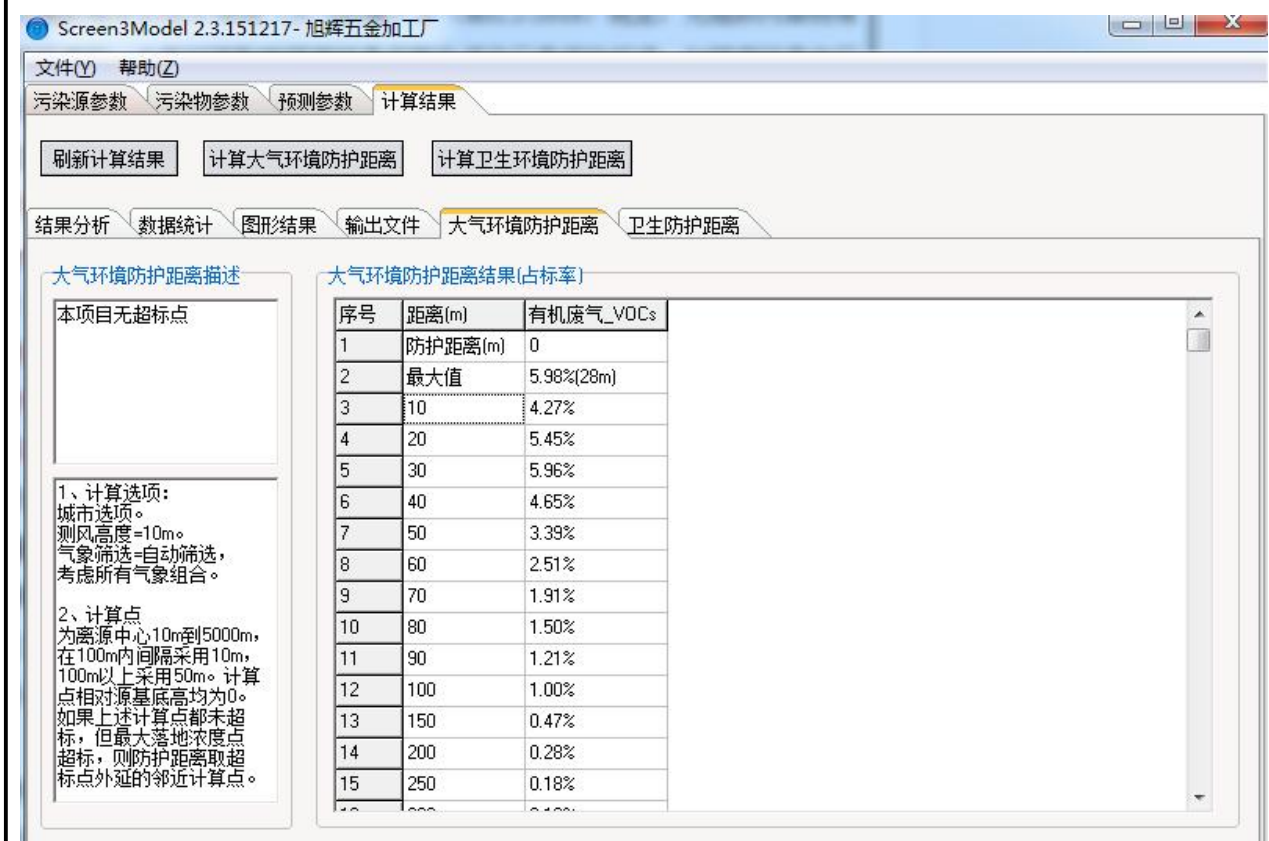 Screen3Model 2.3.151217- 旭辉五金加工厂
文件(Y) 帮助(Z)
污染源参数 污染物参数 预测参数 计算结果
刷新计算结果 计算大气环境防护距离 计算卫生环境防护距离
结果分析 数据统计 图形结果 输出文件 大气环境防护距离 卫生防护距离
大气环境防护距离描述
本项目无超标点
1、计算选项:
城市选项。
测风高度=10m。
气象筛选=自动筛选,
考虑所有气象组合。
2、计算点
为离源中心10m到5000m,
在100m内间隔采用10m,
100m以上采用50m。计算
点相对源基底高均为0。
如果上述计算点都未超
标,但最大落地浓度点
超标,则防护距离取超
标点外延的邻近计算点。
大气环境防护距离结果(占标率)
序号 距离(m) 有机废气_VOCs
1 防护距离(m) 0
2 最大值 5.98%(28m)
3 10 4.27%
4 20 5.45%
5 30 5.96%
6 40 4.65%
7 50 3.39%
8 60 2.51%
9 70 1.91%
10 80 1.50%
11 90 1.21%
12 100 1.00%
13 150 0.47%
14 200 0.28%
15 250 0.18%